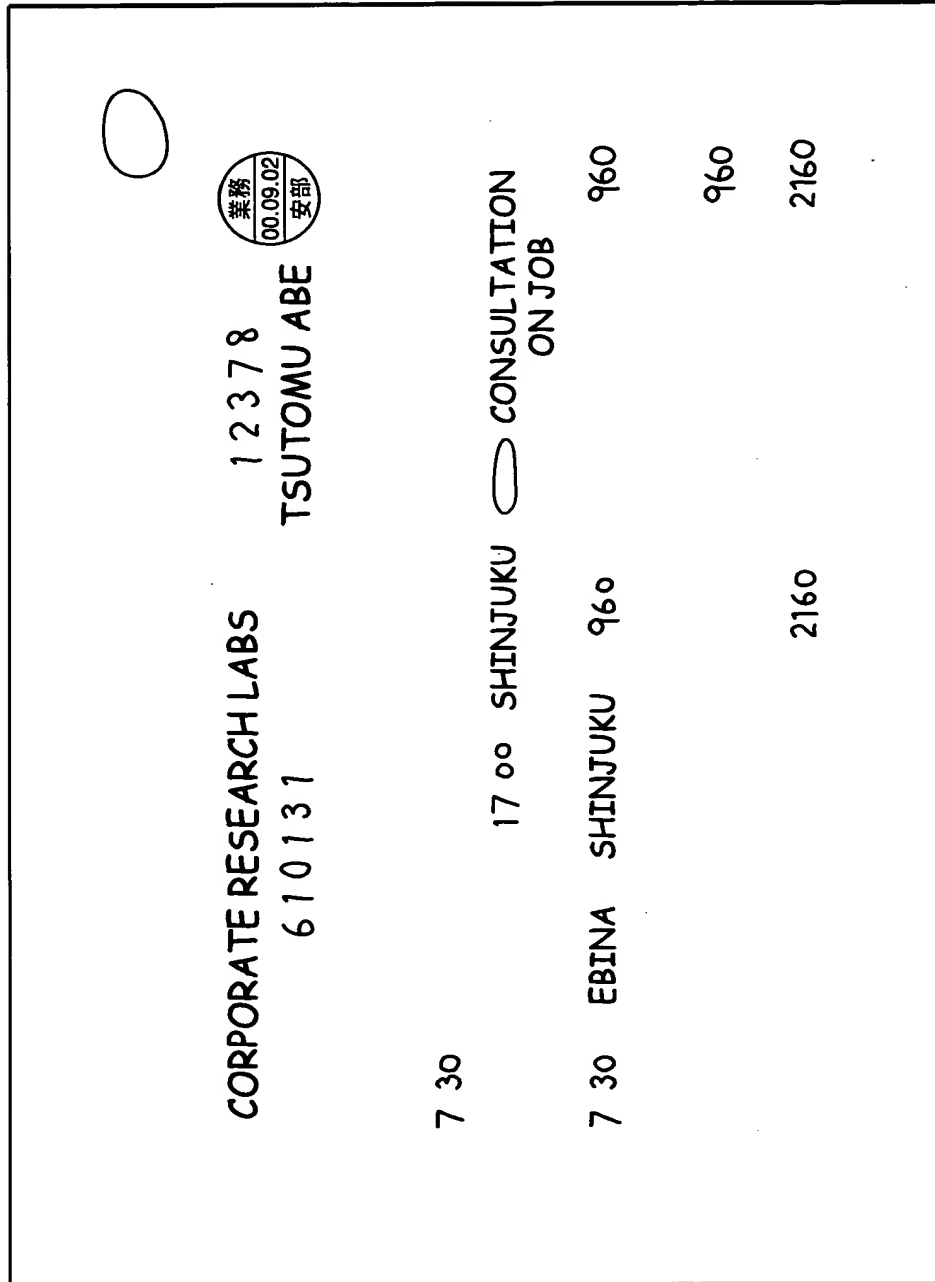 CORPORATE RESEARCH LABS 12378
610131 TSUTOMU ABE
業務
00.09.02
安部
7 30
17 00 SHINJUKU CONSULTATION
ON JOB
7 30 EBINA SHINJUKU 960 960
960
2160 2160